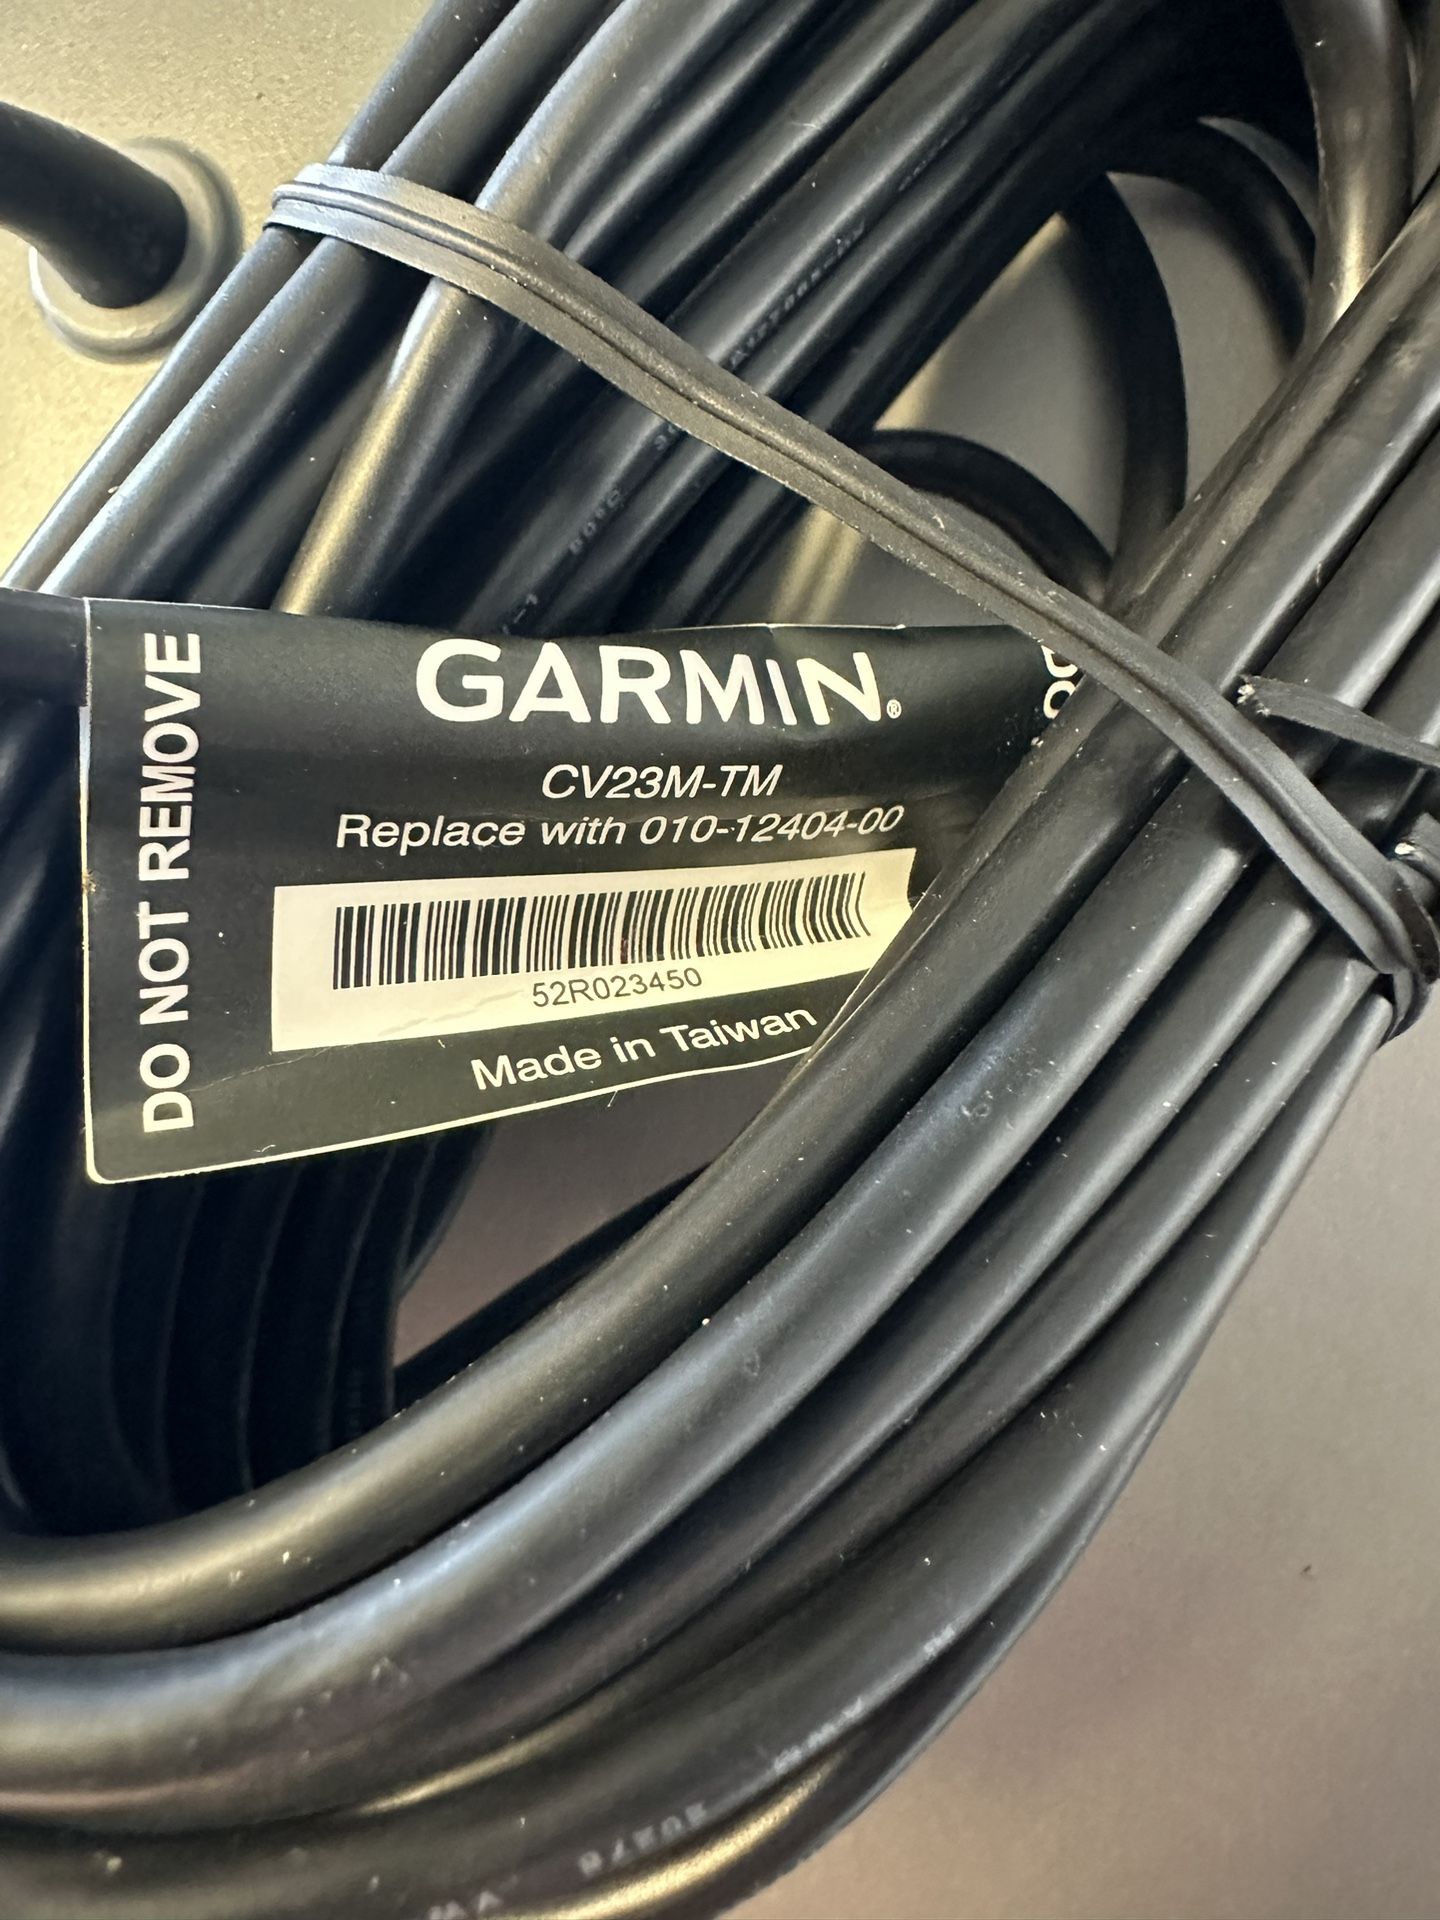 DO NOT REMOVE
GARMIN®
CV23M-TM
Replace with 010-12404-00
52R023450
Made in Taiwan